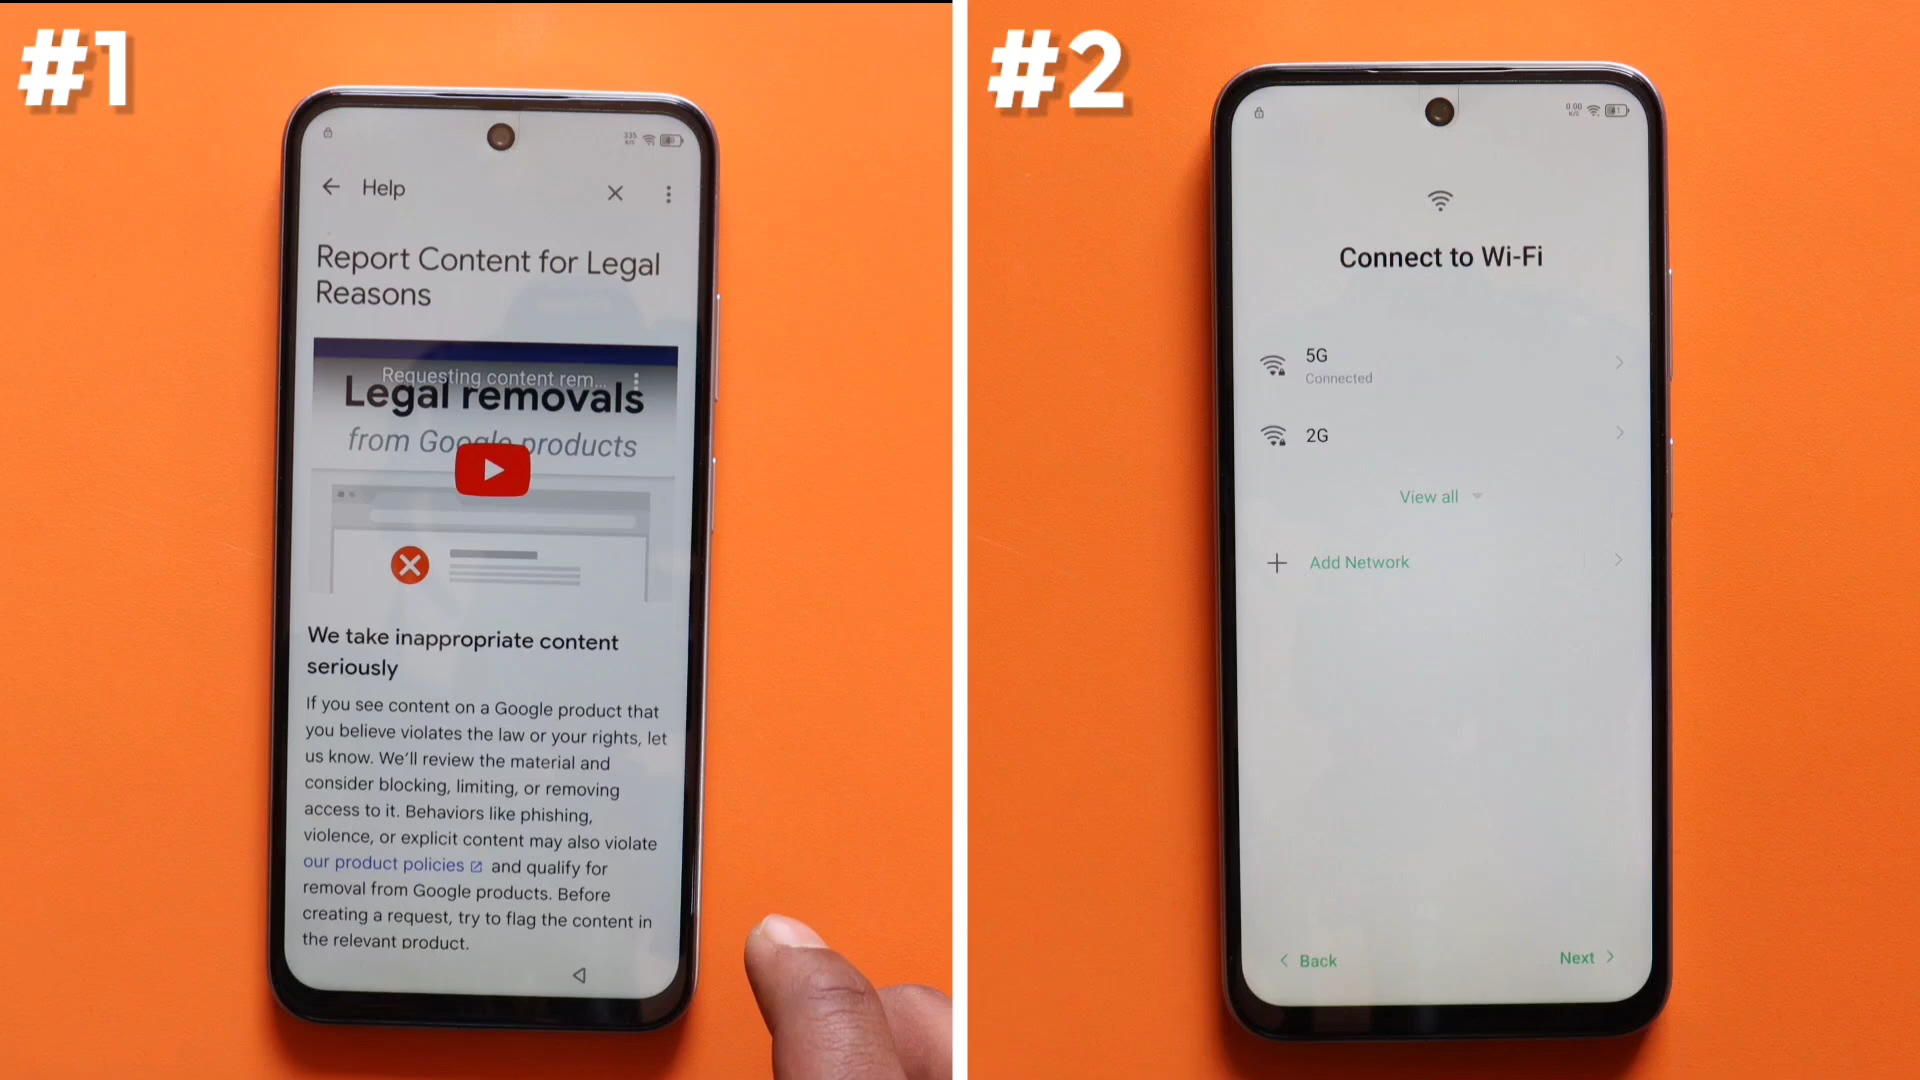 #1
335
K/S
Help
Report Content for Legal
Reasons
Requesting content rem...
Legal removals
from Google products
We take inappropriate content
seriously
If you see content on a Google product that
you believe violates the law or your rights, let
us know. We'll review the material and
consider blocking, limiting, or removing
access to it. Behaviors like phishing,
violence, or explicit content may also violate
our product policies and qualify for
removal from Google products. Before
creating a request, try to flag the content in
the relevant product.
#2
0.00
K/S
Connect to Wi-Fi
5G
Connected
2G
View all
Add Network
Back
Next